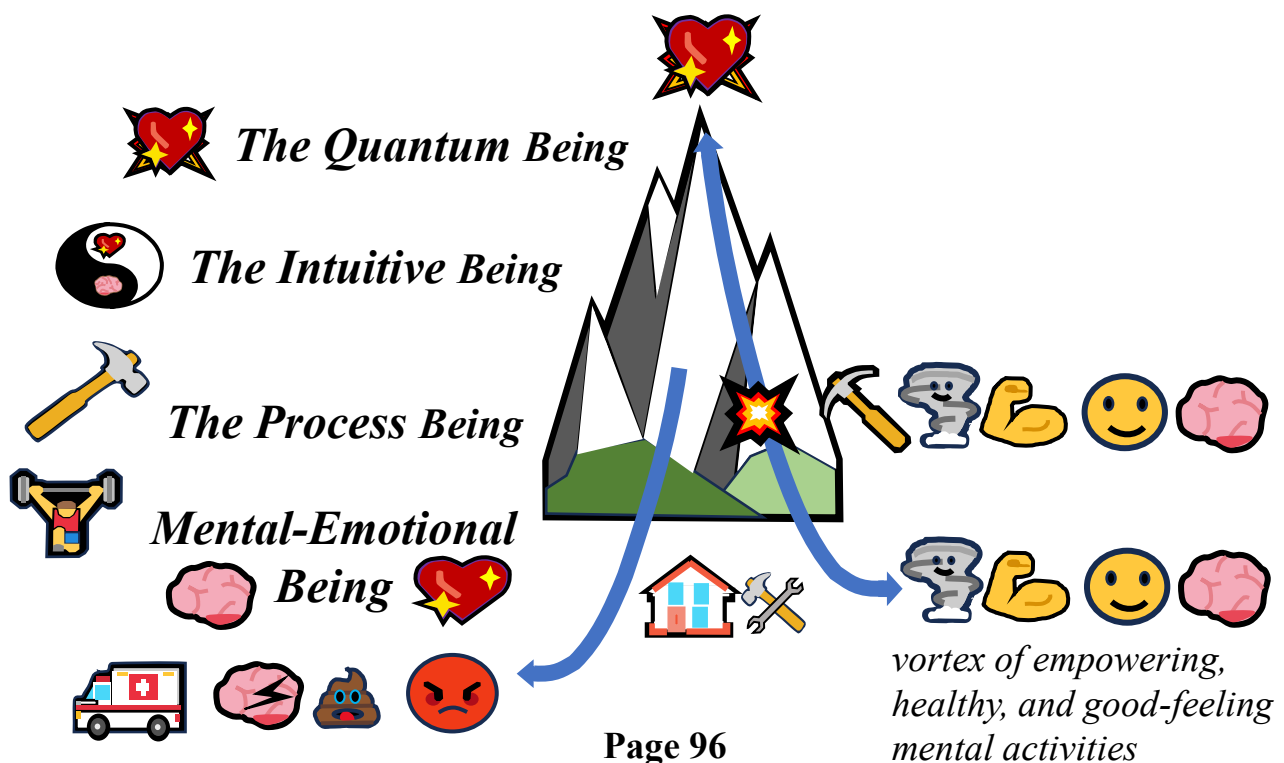 The Quantum Being
The Intuitive Being
The Process Being
Mental-Emotional
Being
vortex of empowering,
healthy, and good-feeling
mental activities
Page 96